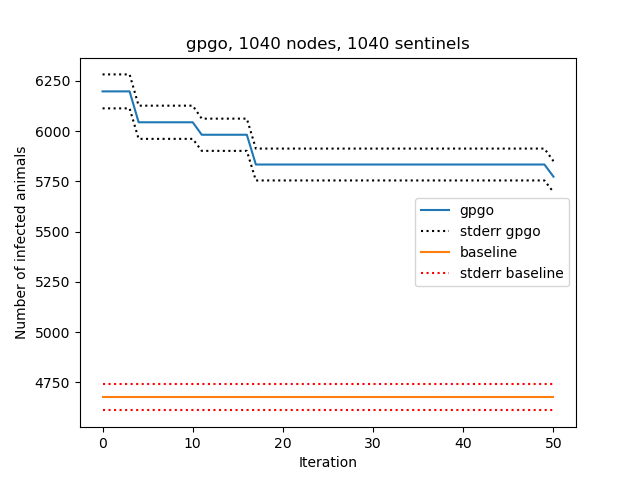 gpgo, 1040 nodes, 1040 sentinels
6250
6000
5750
5500
5250
5000
4750
Number of infected animals
gpgo
stderr gpgo
baseline
stderr baseline
0
10
20
30
40
50
Iteration